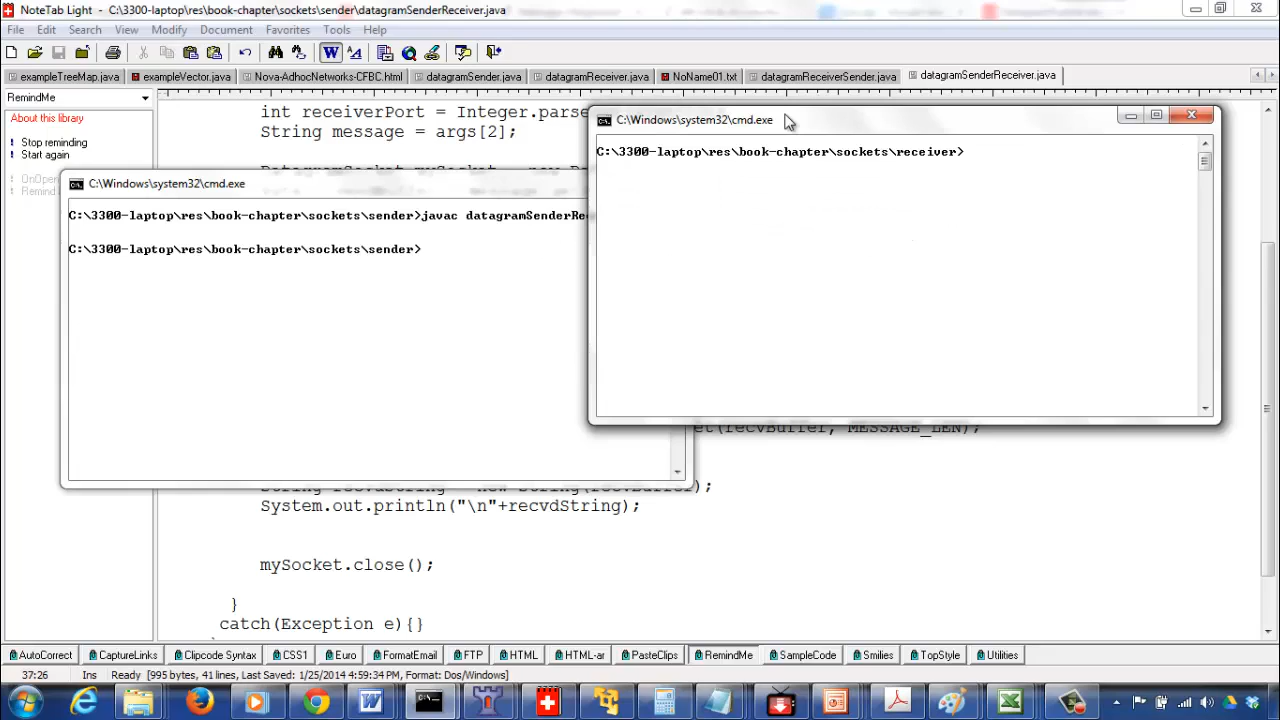 NoteTab Light - C:\3300-laptop\res\book-chapter\sockets\sender\datagramSenderReceiver.java
File Edit Search View Modify Document Favorites Tools Help
exampleTreeMap.java exampleVector.java Nova-AdhocNetworks-CFBC.html datagramSender.java datagramReceiver.java NoName01.txt datagramReceiverSender.java datagramSenderReceiver.java
RemindMe
About this library
Stop reminding
Start again
int receiverPort = Integer.parse
String message = args[2];
C:\Windows\system32\cmd.exe
C:\3300-laptop\res\book-chapter\sockets\receiver>
C:\Windows\system32\cmd.exe
C:\3300-laptop\res\book-chapter\sockets\sender>javac datagramSenderRe
C:\3300-laptop\res\book-chapter\sockets\sender>
et(recvBuffer, MESSAGE_LEN);
System.out.println("\n"+recvdString);
mySocket.close();
}
catch(Exception e){}
AutoCorrect CaptureLinks Clipcode Syntax CSS1 Euro FormatEmail FTP HTML HTML-ar PasteClips RemindMe SampleCode Smilies TopStyle Utilities
37:26 Ins [995 bytes, 41 lines, Last Saved: 1/25/2014 4:59:34 PM, Format: Dos/Windows]